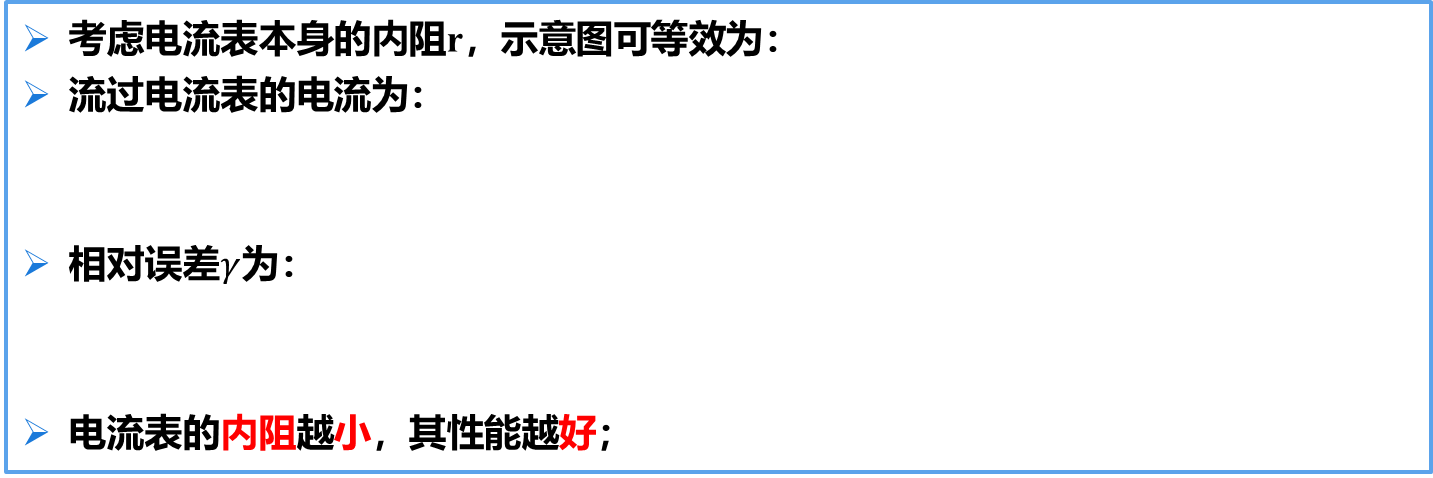 考虑电流表本身的内阻r，示意图可等效为：
流过电流表的电流为：
相对误差γ为：
电流表的内阻越小，其性能越好；